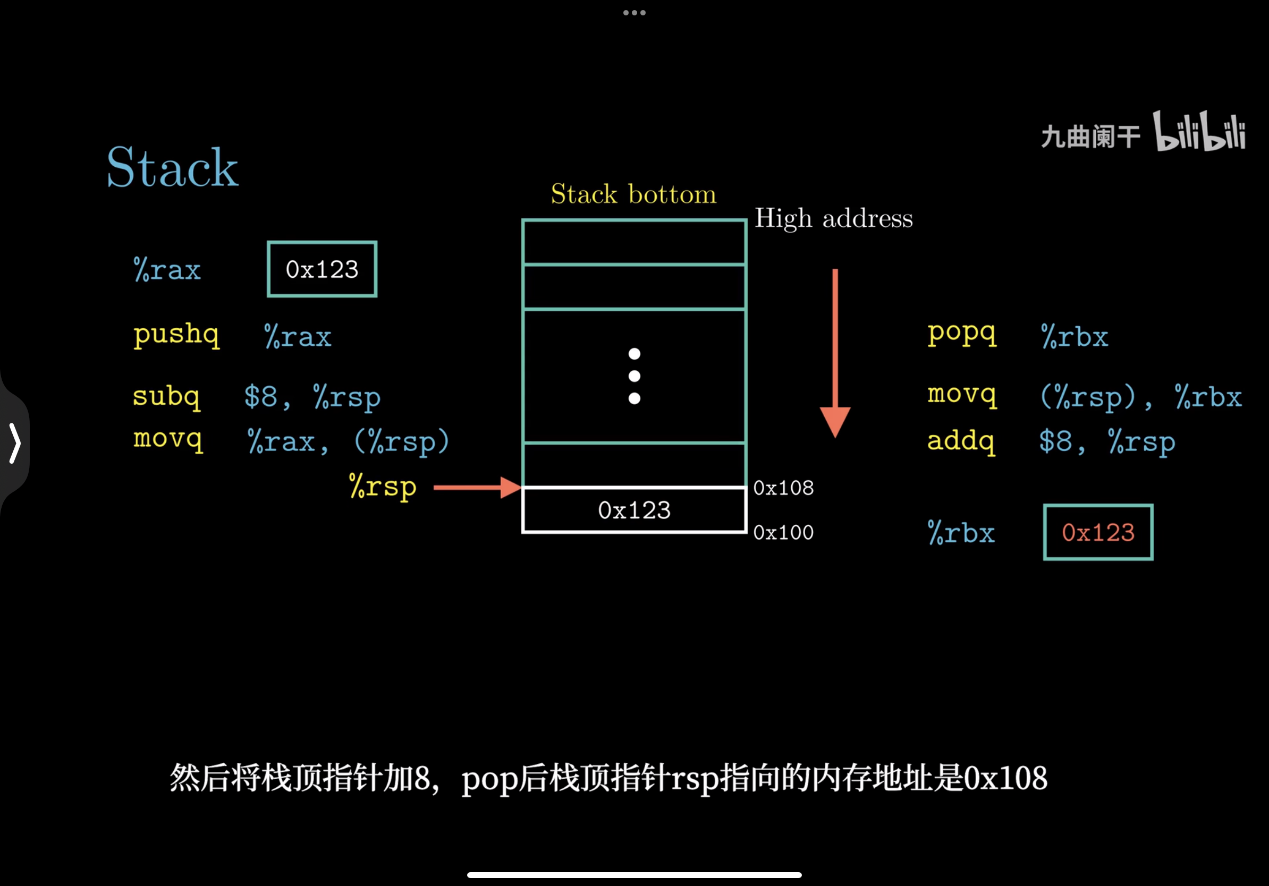 九曲阑干 bilibili
Stack
Stack bottom
High address
%rax 0x123
pushq %rax
subq $8, %rsp
movq %rax, (%rsp)
%rsp
0x108
0x123
0x100
popq %rbx
movq (%rsp), %rbx
addq $8, %rsp
%rbx 0x123
然后将栈顶指针加8，pop后栈顶指针rsp指向的内存地址是0x108